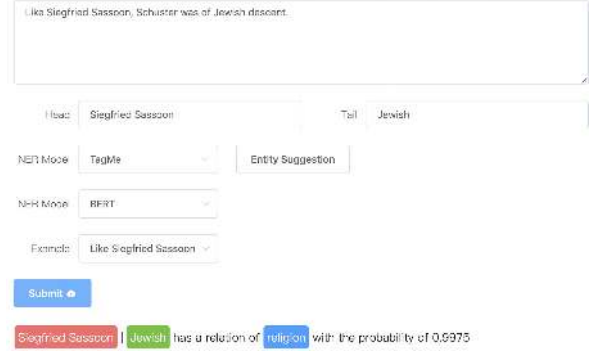 Like Siegfried Sassoon, Schuster was of Jewish descent.
Head Siegfried Sassoon Tail Jewish
NER Mode TagMe Entity Suggestion
NER Mode BERT
Example Like Siegfried Sassoon
Submit
Siegfried Sassoon | Jewish has a relation of religion with the probability of 0.9975